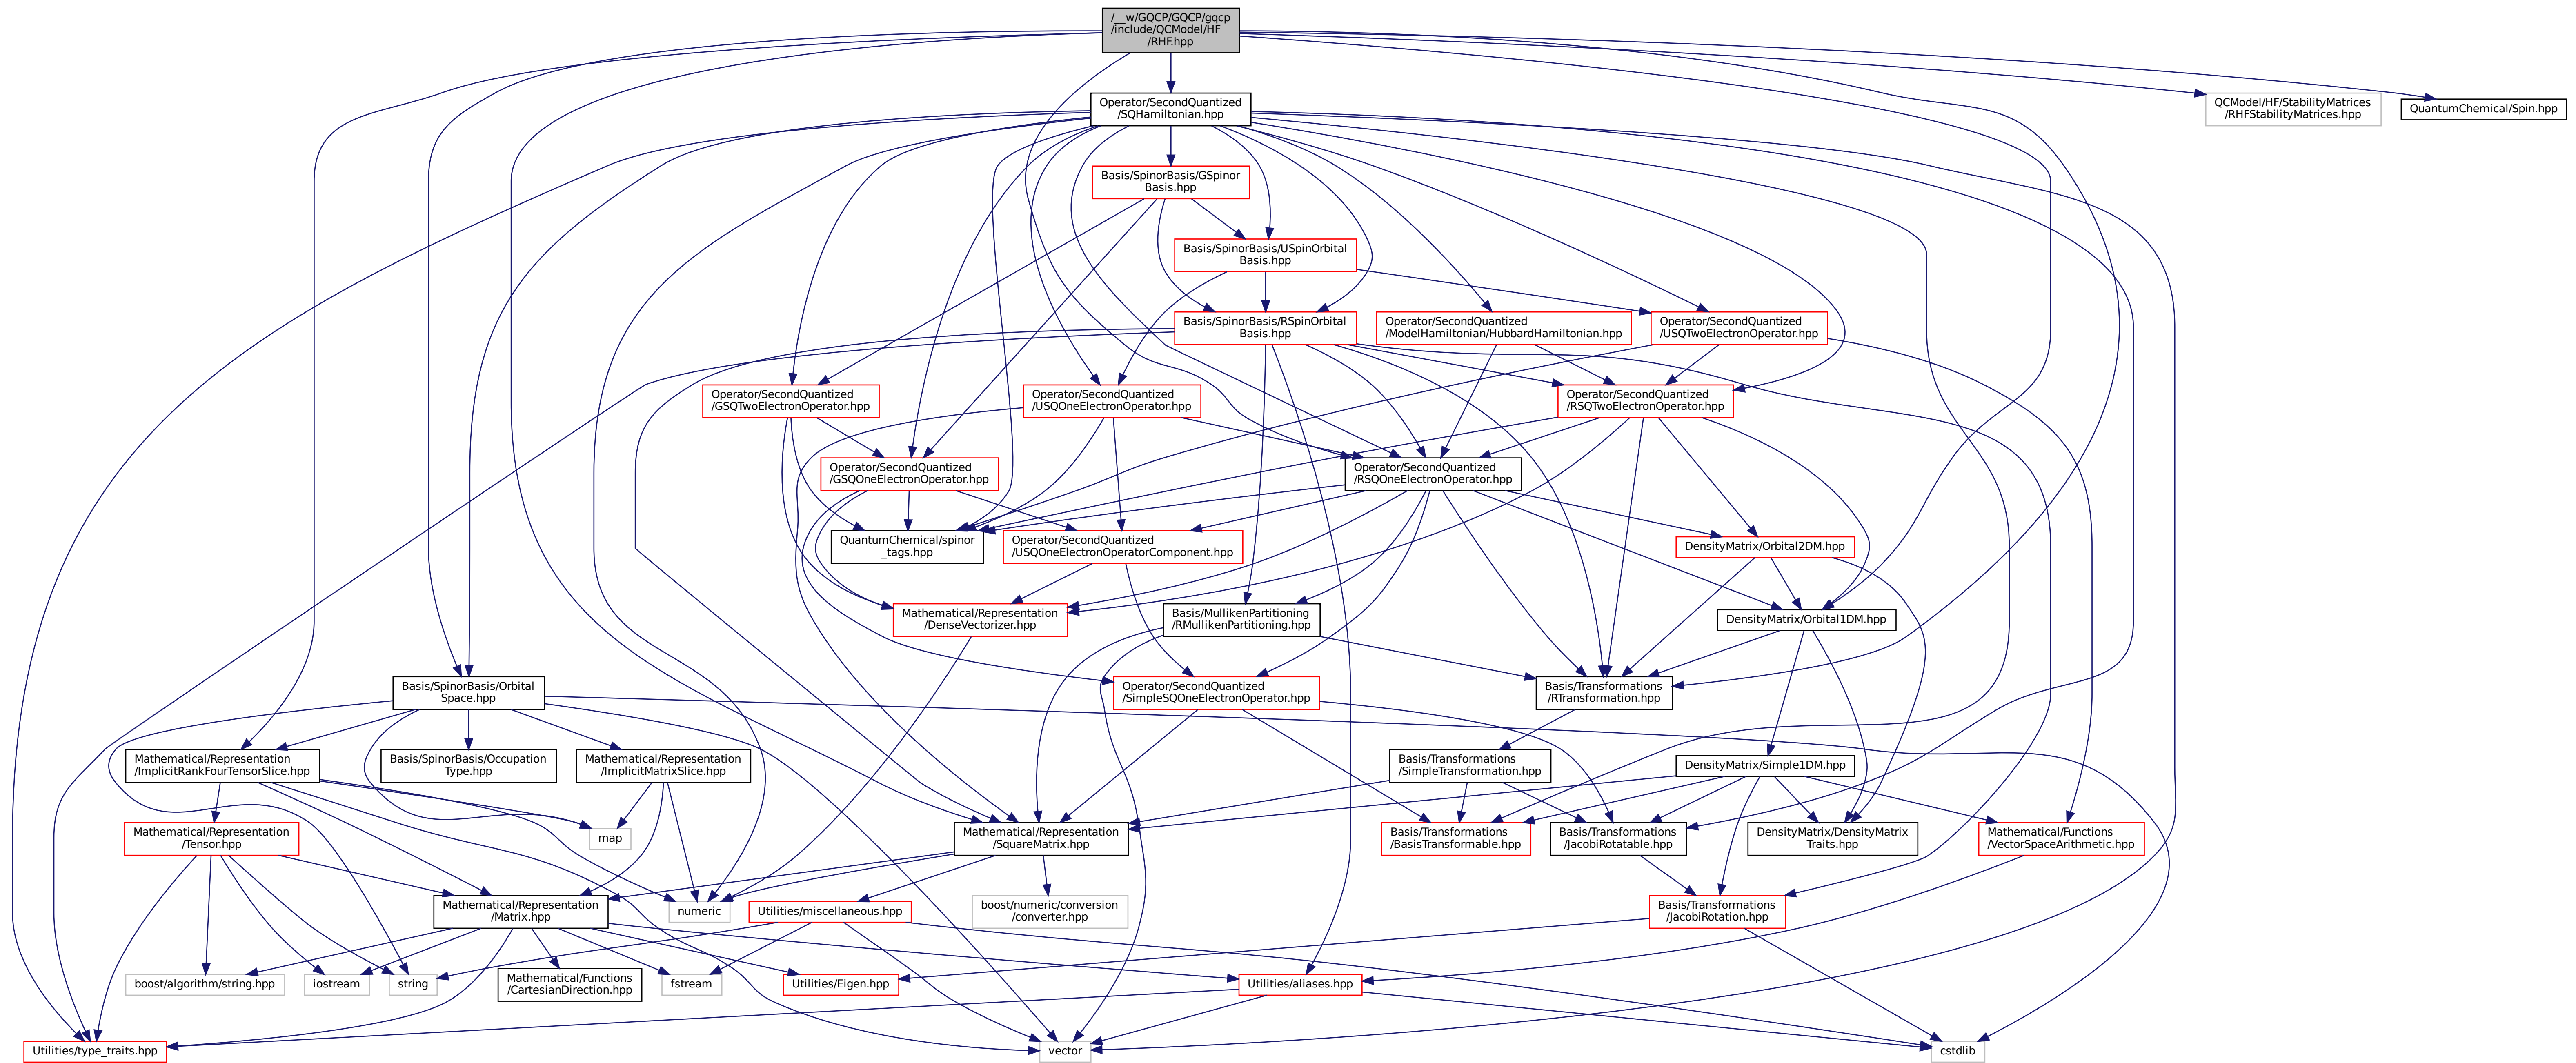 /__w/GQCP/GQCP/gqcp
/include/QCModel/HF
/RHF.hpp
Operator/SecondQuantized
/SQHamiltonian.hpp
QCModel/HF/StabilityMatrices
/RHFStabilityMatrices.hpp
QuantumChemical/Spin.hpp
Basis/SpinorBasis/GSpinor
Basis.hpp
Basis/SpinorBasis/USpinOrbital
Basis.hpp
Basis/SpinorBasis/RSpinOrbital
Basis.hpp
Operator/SecondQuantized
/ModelHamiltonian/HubbardHamiltonian.hpp
Operator/SecondQuantized
/USQTwoElectronOperator.hpp
Operator/SecondQuantized
/GSQTwoElectronOperator.hpp
Operator/SecondQuantized
/USQOneElectronOperator.hpp
Operator/SecondQuantized
/RSQTwoElectronOperator.hpp
Operator/SecondQuantized
/GSQOneElectronOperator.hpp
Operator/SecondQuantized
/RSQOneElectronOperator.hpp
QuantumChemical/spinor
_tags.hpp
Operator/SecondQuantized
/USQOneElectronOperatorComponent.hpp
DensityMatrix/Orbital2DM.hpp
Mathematical/Representation
/DenseVectorizer.hpp
Basis/MullikenPartitioning
/RMullikenPartitioning.hpp
DensityMatrix/Orbital1DM.hpp
Basis/SpinorBasis/Orbital
Space.hpp
Operator/SecondQuantized
/SimpleSQOneElectronOperator.hpp
Basis/Transformations
/RTransformation.hpp
Mathematical/Representation
/ImplicitRankFourTensorSlice.hpp
Basis/SpinorBasis/Occupation
Type.hpp
Mathematical/Representation
/ImplicitMatrixSlice.hpp
Basis/Transformations
/SimpleTransformation.hpp
DensityMatrix/Simple1DM.hpp
Mathematical/Representation
/Tensor.hpp
map
Mathematical/Representation
/SquareMatrix.hpp
Basis/Transformations
/BasisTransformable.hpp
Basis/Transformations
/JacobiRotatable.hpp
DensityMatrix/DensityMatrix
Traits.hpp
Mathematical/Functions
/VectorSpaceArithmetic.hpp
Mathematical/Representation
/Matrix.hpp
numeric
Utilities/miscellaneous.hpp
boost/numeric/conversion
/converter.hpp
Basis/Transformations
/JacobiRotation.hpp
boost/algorithm/string.hpp
iostream
string
Mathematical/Functions
/CartesianDirection.hpp
fstream
Utilities/Eigen.hpp
Utilities/aliases.hpp
Utilities/type_traits.hpp
vector
cstdlib